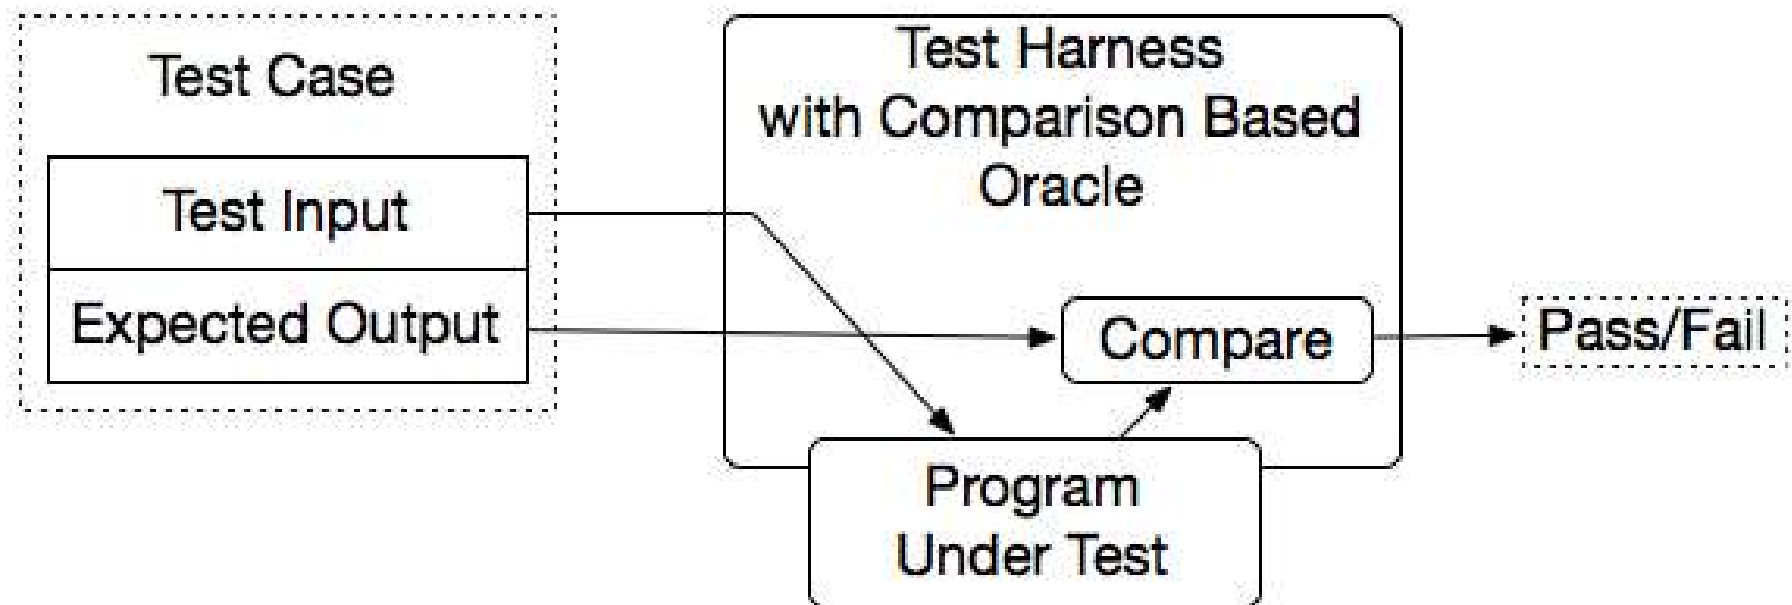 Test Case
Test Input
Expected Output
Test Harness
with Comparison Based
Oracle
Compare
Pass/Fail
Program
Under Test